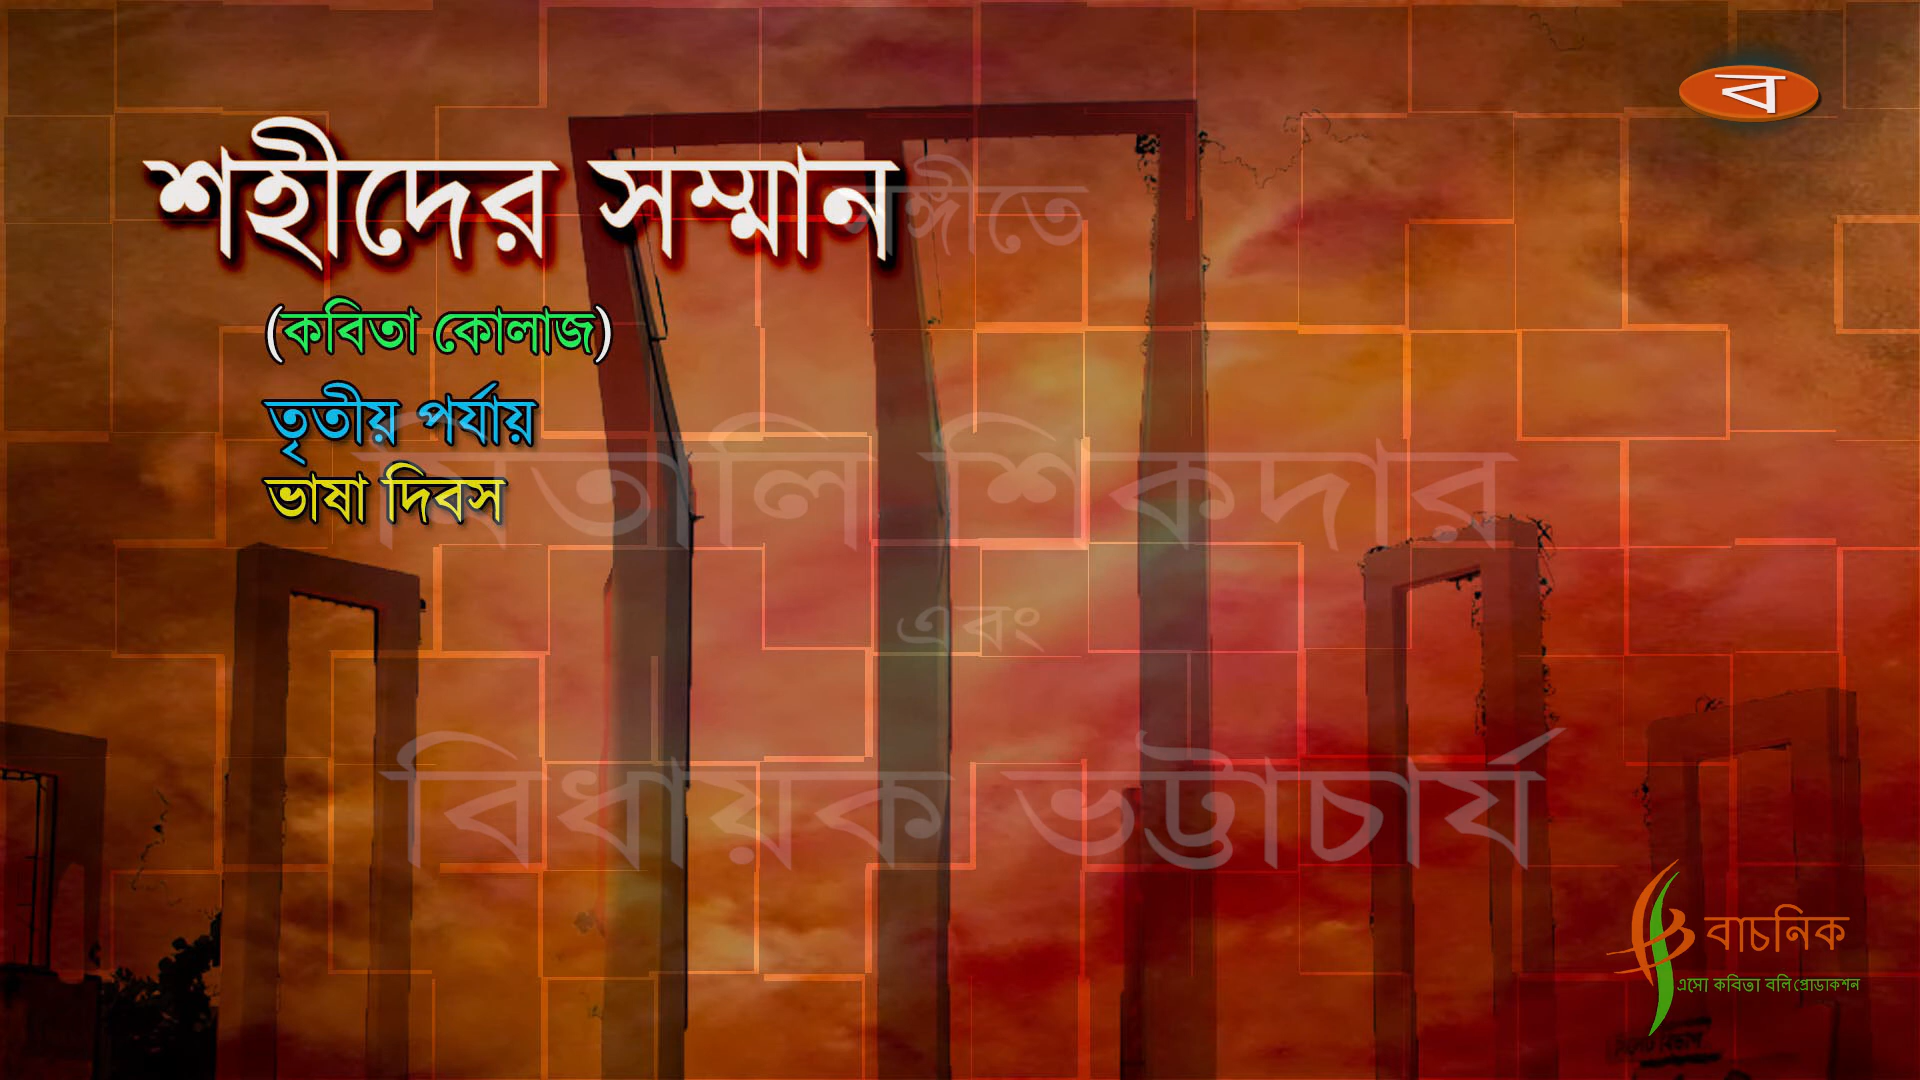 ব
শহীদের সম্মান
সঙ্গীতে
(কবিতা কোলাজ)
তৃতীয় পর্যায়
মিতালি শিকদার
ভাষা দিবস
এবং
বিধায়ক ভট্টাচার্য
বাচনিক
এসো কবিতা বলি প্রোডাকশন